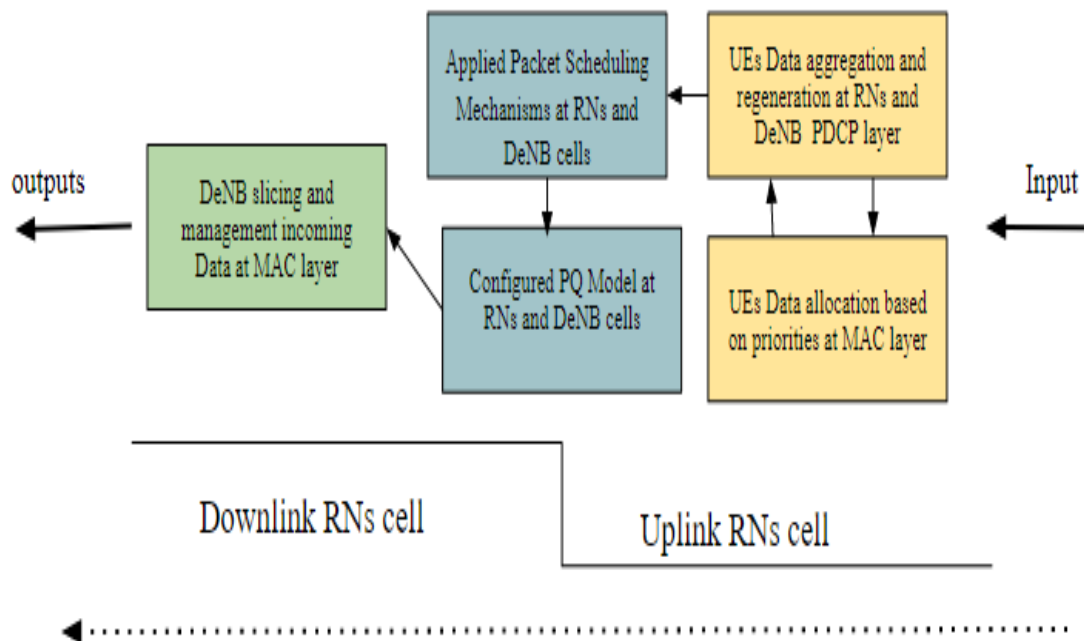 Applied Packet Scheduling
Mechanisms at RNs and
DeNB cells
UEs Data aggregation and
regeneration at RNs and
DeNB PDCP layer
outputs
DeNB slicing and
management incoming
Data at MAC layer
Configured PQ Model at
RNs and DeNB cells
UEs Data allocation based
on priorities at MAC layer
Input
Downlink RNs cell
Uplink RNs cell